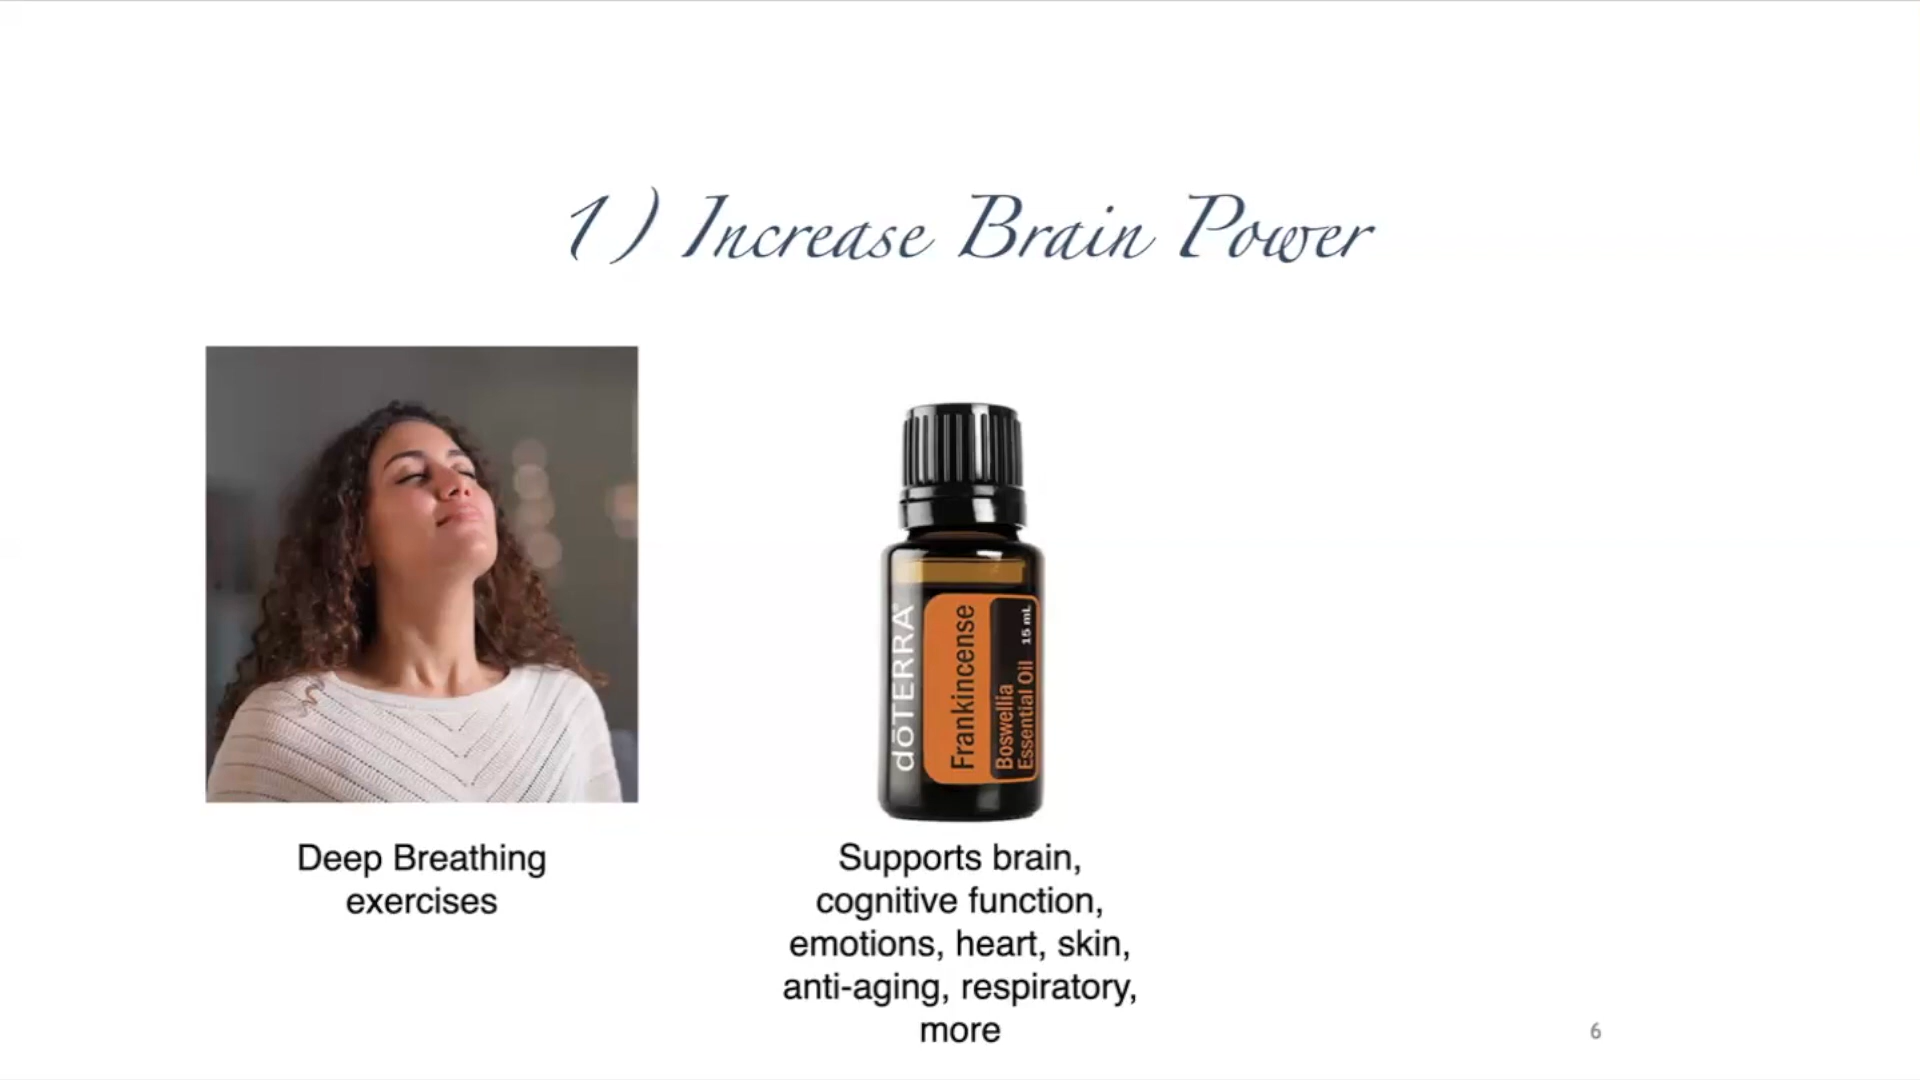 1) Increase Brain Power
dōTERRA®
Frankincense
Boswellia
Essential Oil 15 mL
Deep Breathing
exercises
Supports brain,
cognitive function,
emotions, heart, skin,
anti-aging, respiratory,
more
6